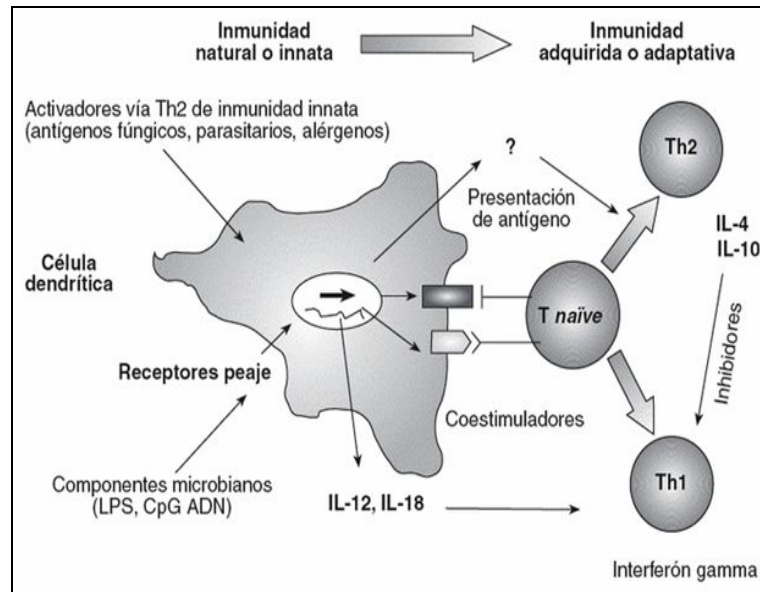 Inmunidad
natural o innata
Inmunidad
adquirida o adaptativa
Activadores vía Th2 de inmunidad innata
(antígenos fúngicos, parasitarios, alérgenos)
?
Th2
Presentación
de antígeno
IL-4
IL-10
Célula
dendrítica
T naïve
Inhibidores
Receptores peaje
Coestimuladores
Componentes microbianos
(LPS, CpG ADN)
IL-12, IL-18
Th1
Interferón gamma